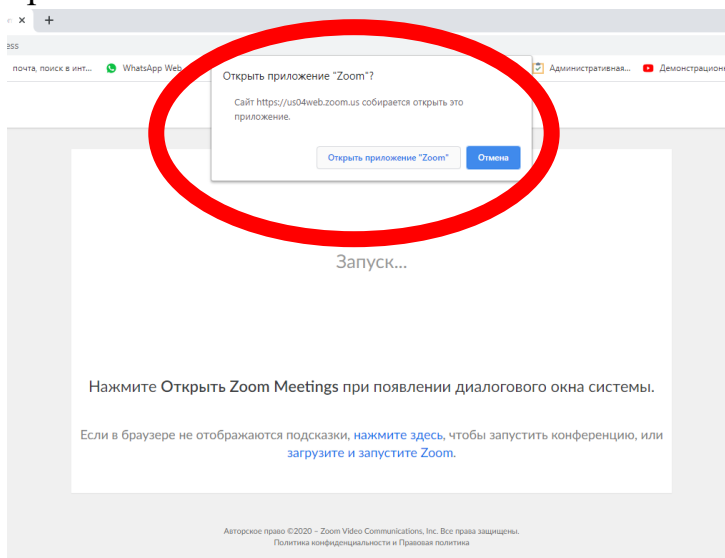 ess
почта, поиск в инт...
WhatsApp Web
Административная...
Демонстрацион
Открыть приложение "Zoom"?
Сайт https://us04web.zoom.us собирается открыть это
приложение.
Открыть приложение "Zoom"
Отмена
Запуск...
Нажмите Открыть Zoom Meetings при появлении диалогового окна системы.
Если в браузере не отображаются подсказки, нажмите здесь, чтобы запустить конференцию, или
загрузите и запустите Zoom.
Авторское право ©2020 – Zoom Video Communications, Inc. Все права защищены.
Политика конфиденциальности и Правовая политика